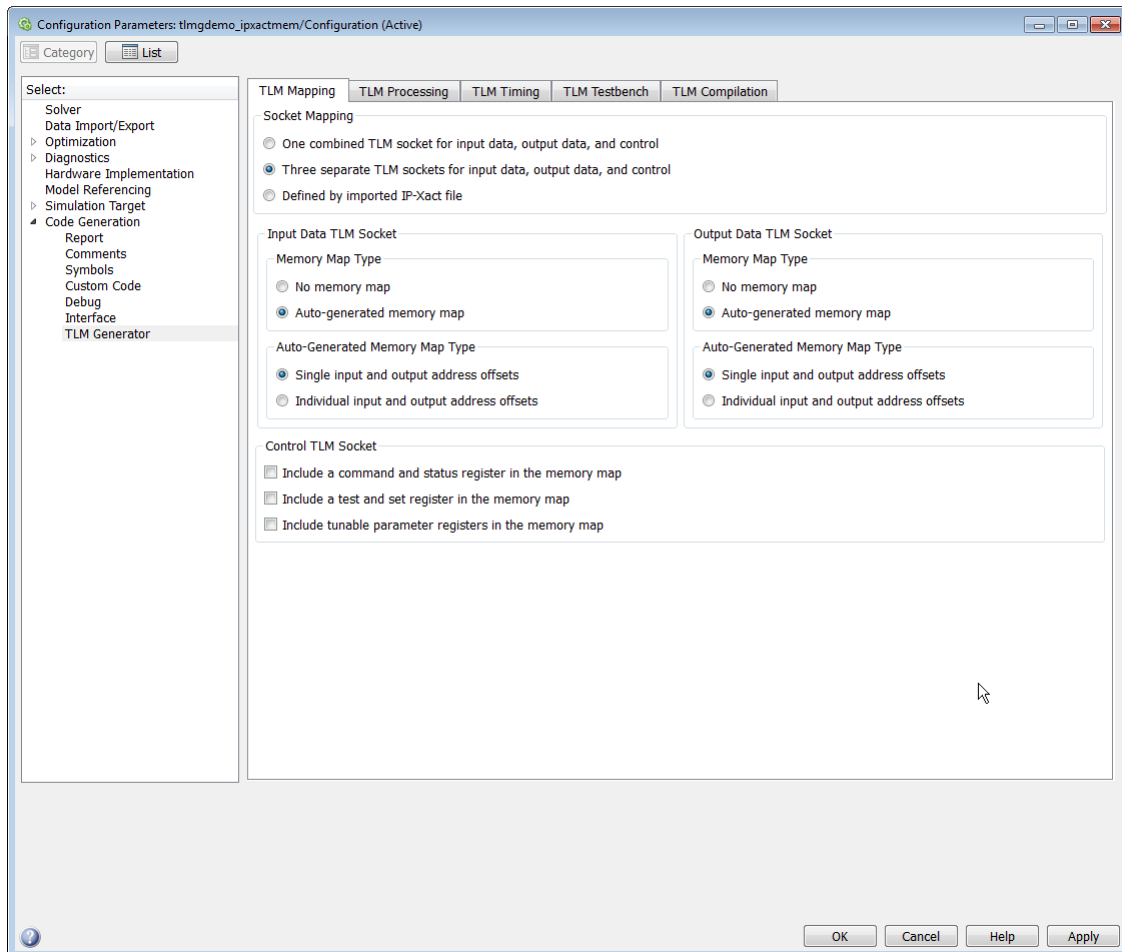 Configuration Parameters: tlmgdemo_ipxactmem/Configuration (Active)
Category
List
Select:
Solver
Data Import/Export
Optimization
Diagnostics
Hardware Implementation
Model Referencing
Simulation Target
Code Generation
Report
Comments
Symbols
Custom Code
Debug
Interface
TLM Generator
TLM Mapping
TLM Processing
TLM Timing
TLM Testbench
TLM Compilation
Socket Mapping
One combined TLM socket for input data, output data, and control
Three separate TLM sockets for input data, output data, and control
Defined by imported IP-Xact file
Input Data TLM Socket
Memory Map Type
No memory map
Auto-generated memory map
Auto-Generated Memory Map Type
Single input and output address offsets
Individual input and output address offsets
Output Data TLM Socket
Memory Map Type
No memory map
Auto-generated memory map
Auto-Generated Memory Map Type
Single input and output address offsets
Individual input and output address offsets
Control TLM Socket
Include a command and status register in the memory map
Include a test and set register in the memory map
Include tunable parameter registers in the memory map
?
OK
Cancel
Help
Apply